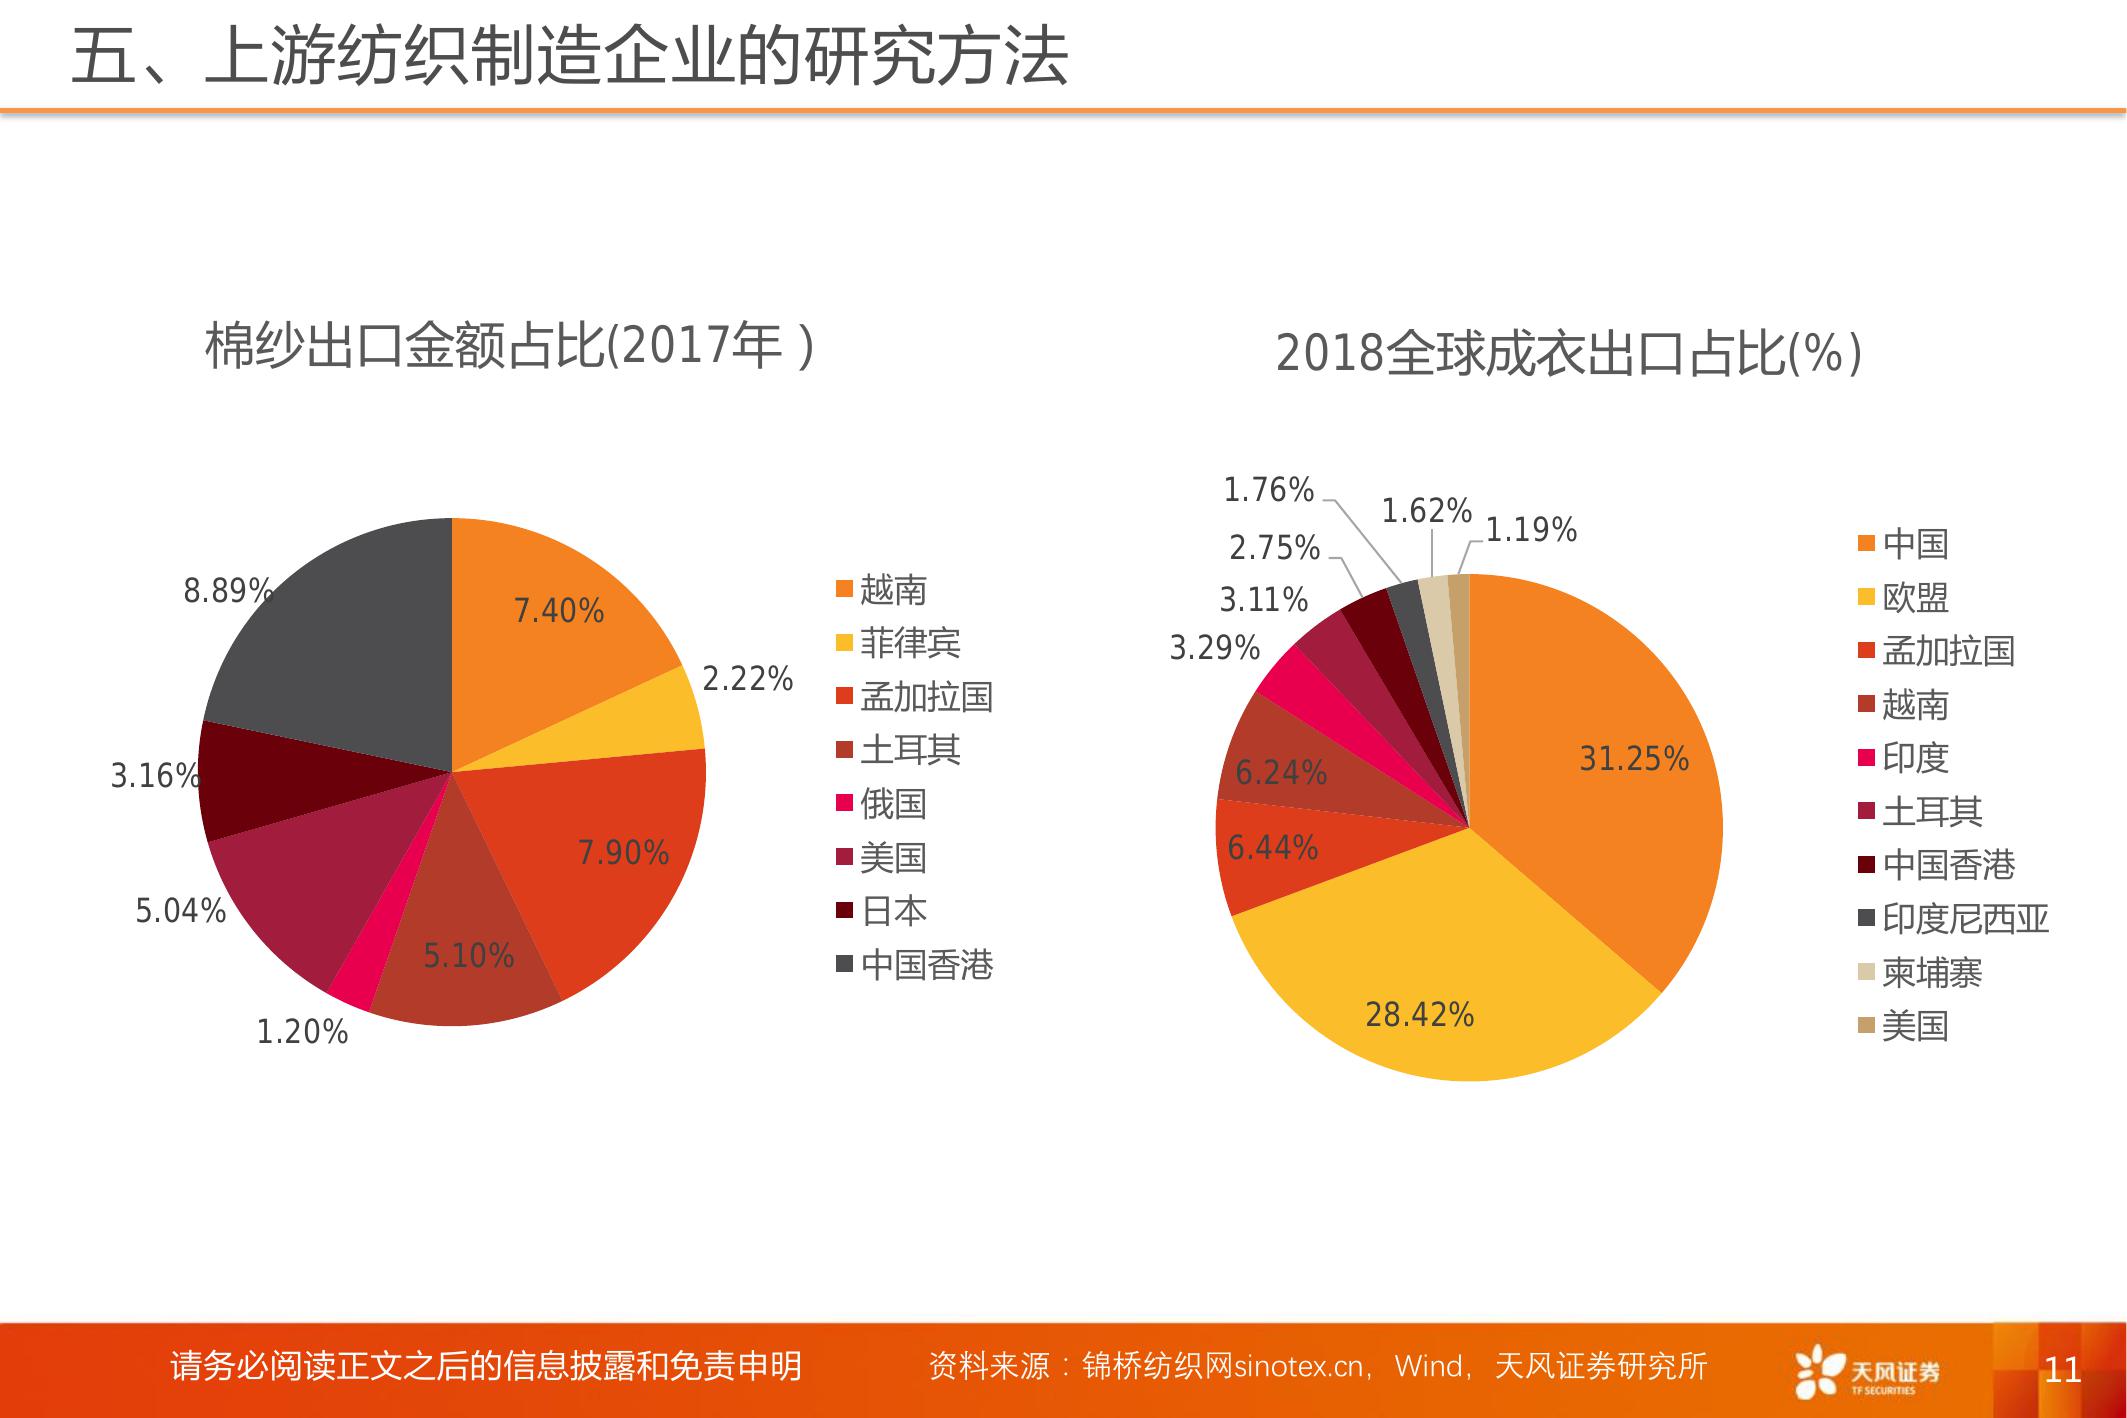 五、上游纺织制造企业的研究方法
棉纱出口金额占比(2017年 )
7.40%
2.22%
7.90%
5.10%
1.20%
5.04%
3.16%
8.89%
越南
菲律宾
孟加拉国
土耳其
俄国
美国
日本
中国香港
2018全球成衣出口占比(%)
31.25%
28.42%
6.44%
6.24%
3.29%
3.11%
2.75%
1.76%
1.62%
1.19%
中国
欧盟
孟加拉国
越南
印度
土耳其
中国香港
印度尼西亚
柬埔寨
美国
请务必阅读正文之后的信息披露和免责申明
资料来源：锦桥纺织网sinotex.cn，Wind，天风证券研究所
天风证券
TF SECURITIES
11